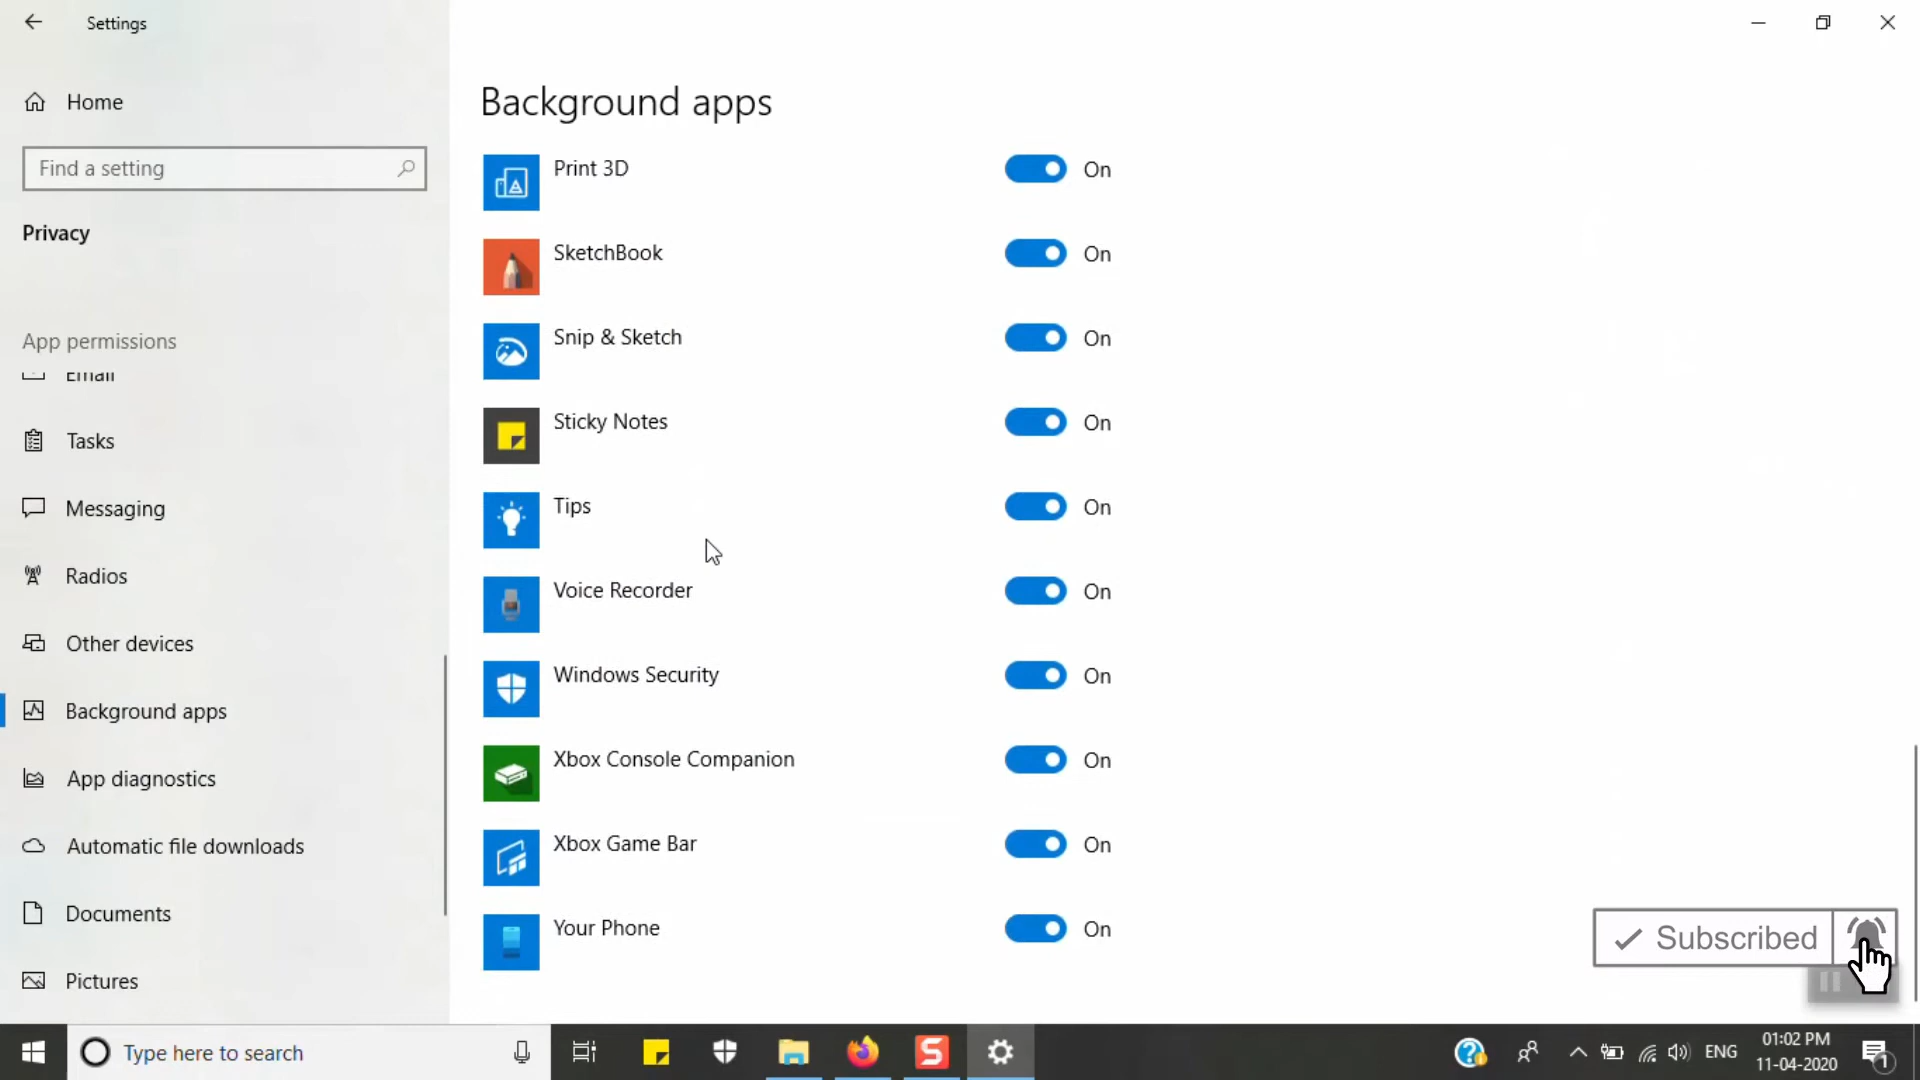 Settings
Home
Find a setting
Privacy
App permissions
Email
Tasks
Messaging
Radios
Other devices
Background apps
App diagnostics
Automatic file downloads
Documents
Pictures
Background apps
Print 3D On
SketchBook On
Snip & Sketch On
Sticky Notes On
Tips On
Voice Recorder On
Windows Security On
Xbox Console Companion On
Xbox Game Bar On
Your Phone On
Subscribed
Type here to search
S
ENG
01:02 PM
11-04-2020
1